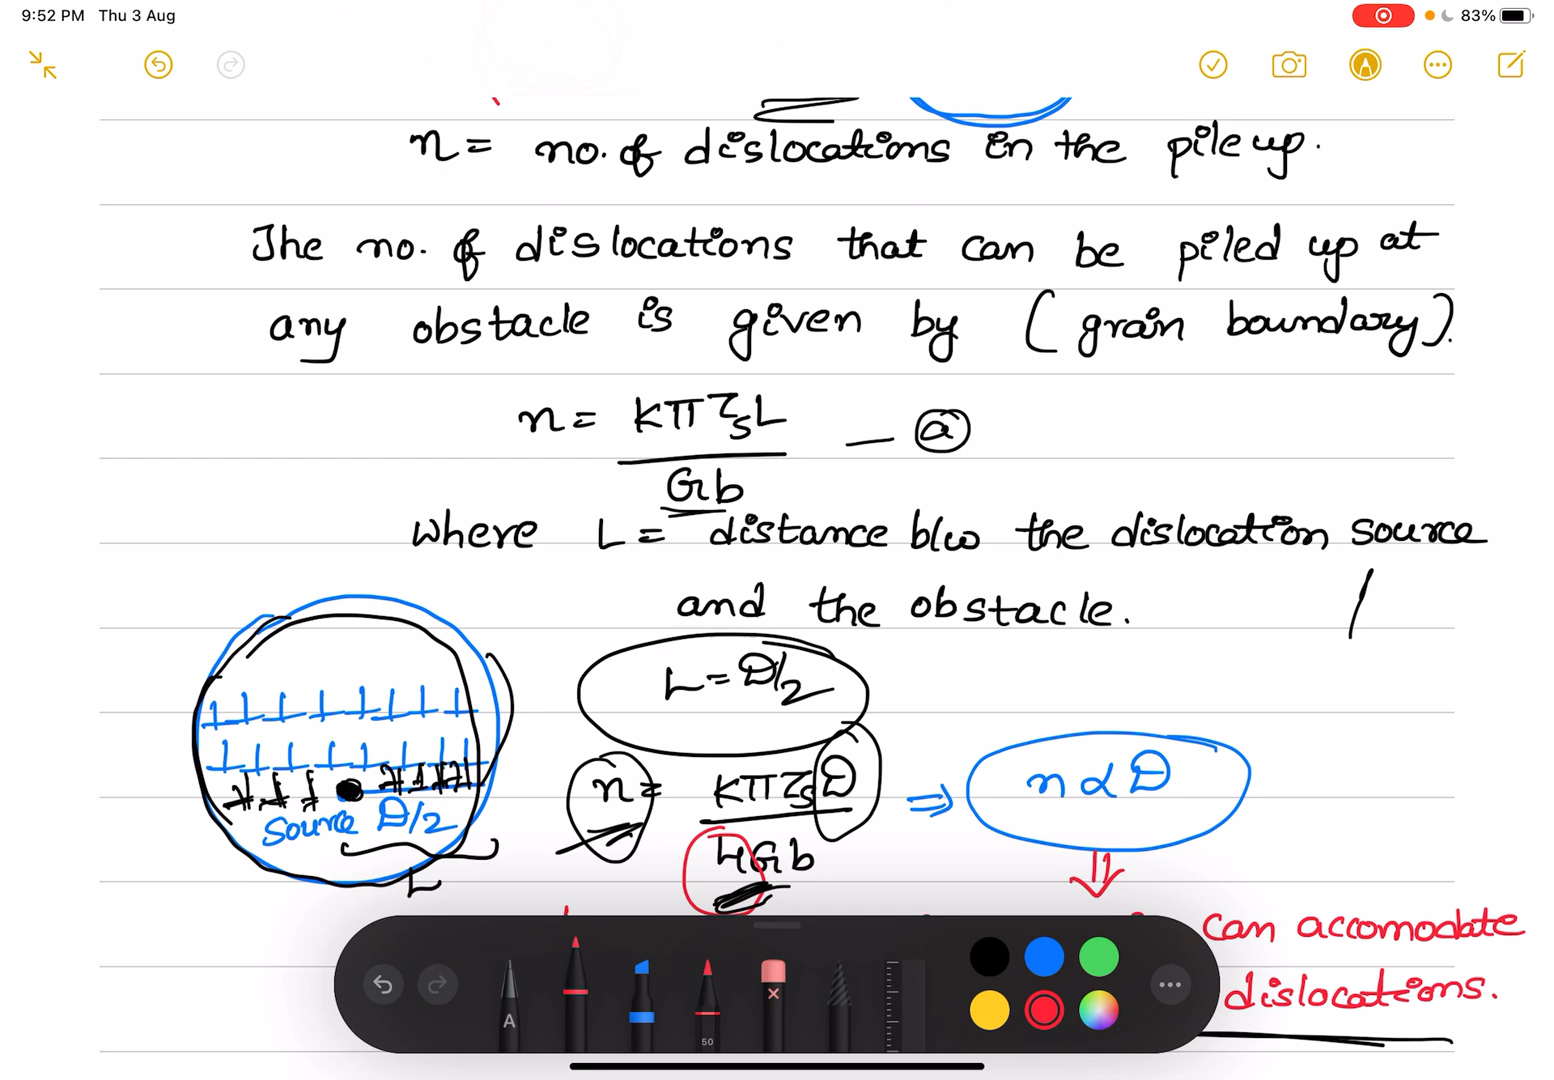 9:52 PM Thu 3 Aug
83%
n = no. of dislocations in the pile up.
The no. of dislocations that can be piled up at
any obstacle is given by (grain boundary).
n = kπτsL / Gb — ⓐ
where L = distance b/w the dislocation source
and the obstacle.
L = D/2
n = kπτsD / 4Gb ⇒ n α D
source D/2
L
can accomodate
dislocations.
A
50